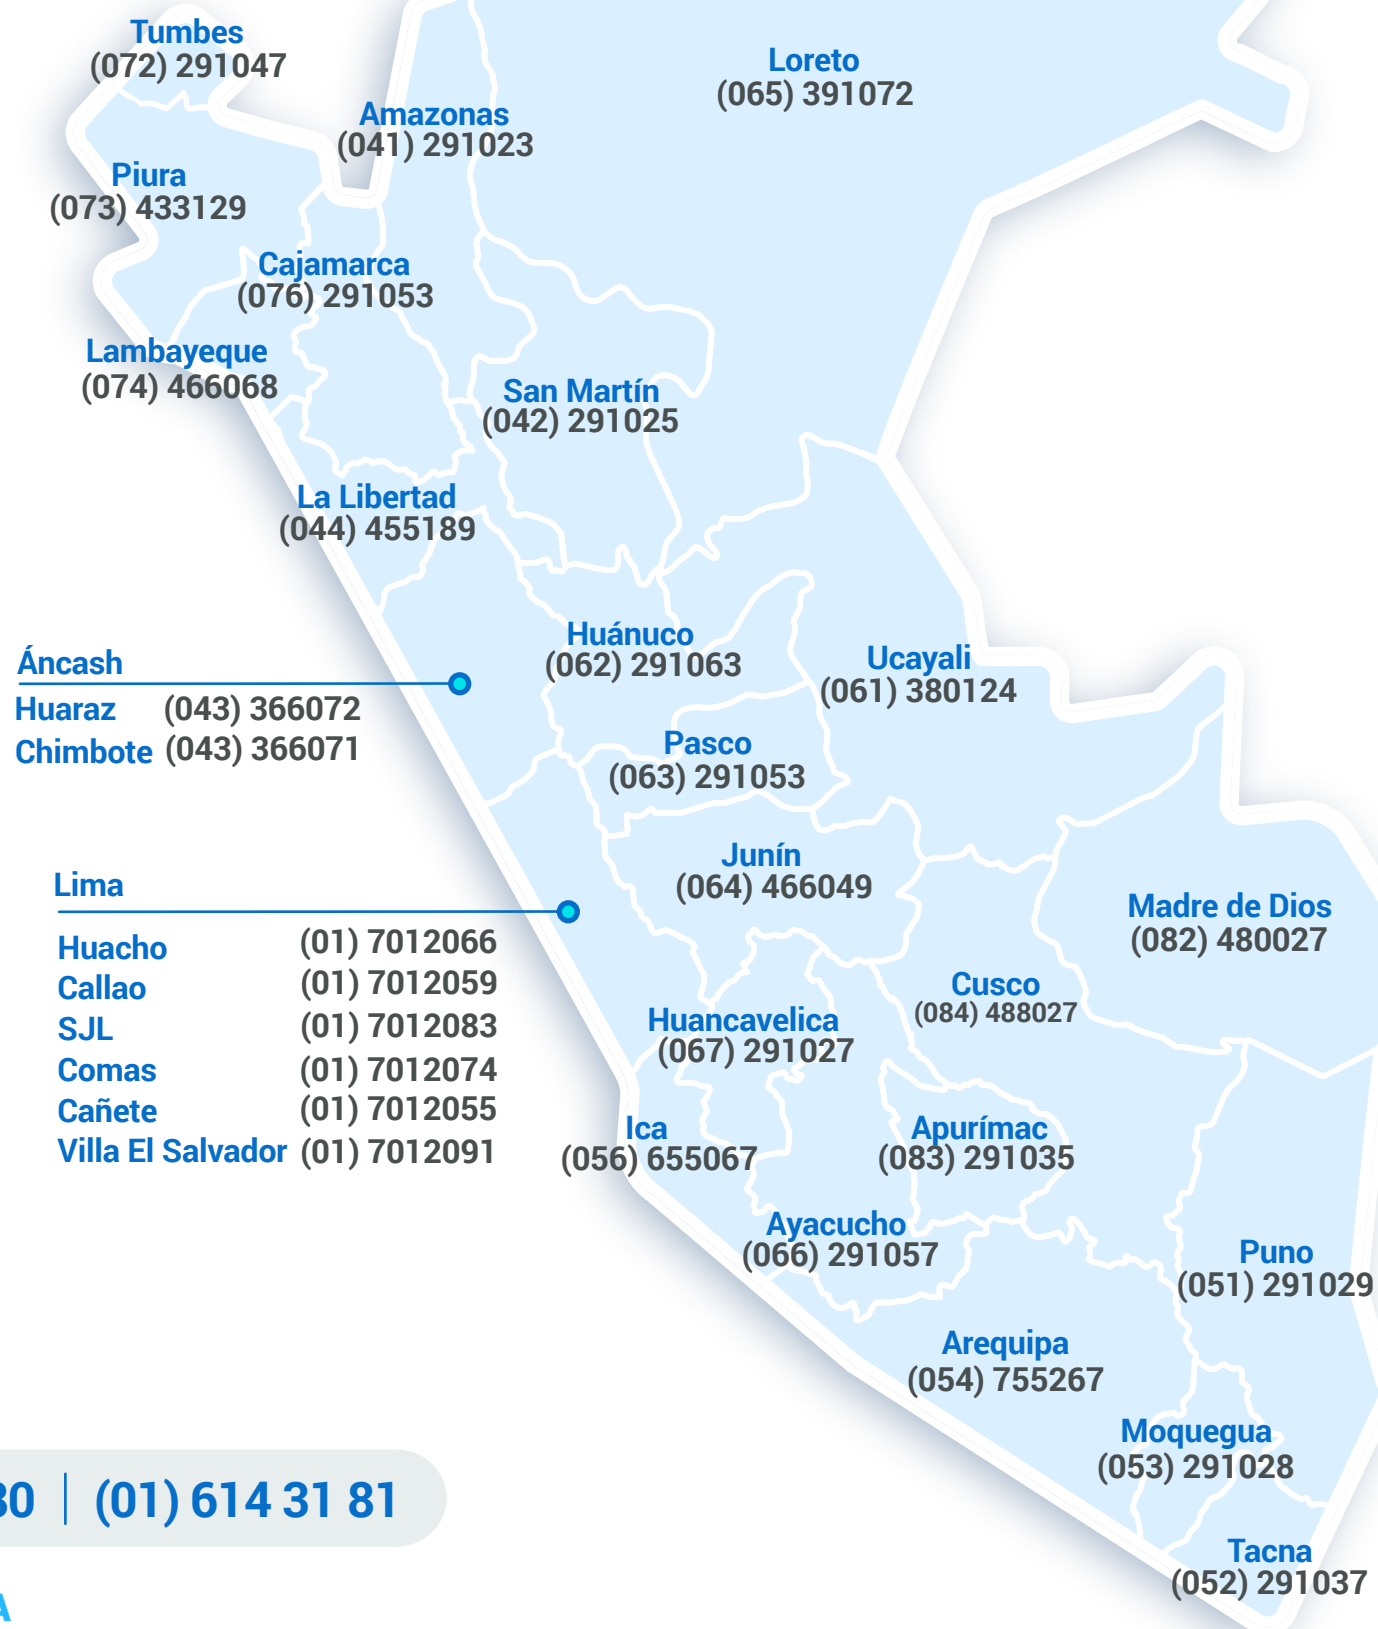 Tumbes
(072) 291047
Loreto
(065) 391072
Amazonas
(041) 291023
Piura
(073) 433129
Cajamarca
(076) 291053
Lambayeque
(074) 466068
San Martín
(042) 291025
La Libertad
(044) 455189
Huánuco
(062) 291063
Ucayali
(061) 380124
Áncash
Huaraz (043) 366072
Chimbote (043) 366071
Pasco
(063) 291053
Junín
(064) 466049
Lima
Huacho (01) 7012066
Callao (01) 7012059
SJL (01) 7012083
Comas (01) 7012074
Cañete (01) 7012055
Villa El Salvador (01) 7012091
Madre de Dios
(082) 480027
Cusco
(084) 488027
Huancavelica
(067) 291027
Ica
(056) 655067
Apurímac
(083) 291035
Ayacucho
(066) 291057
Puno
(051) 291029
Arequipa
(054) 755267
Moquegua
(053) 291028
80 | (01) 614 31 81
Tacna
(052) 291037
A